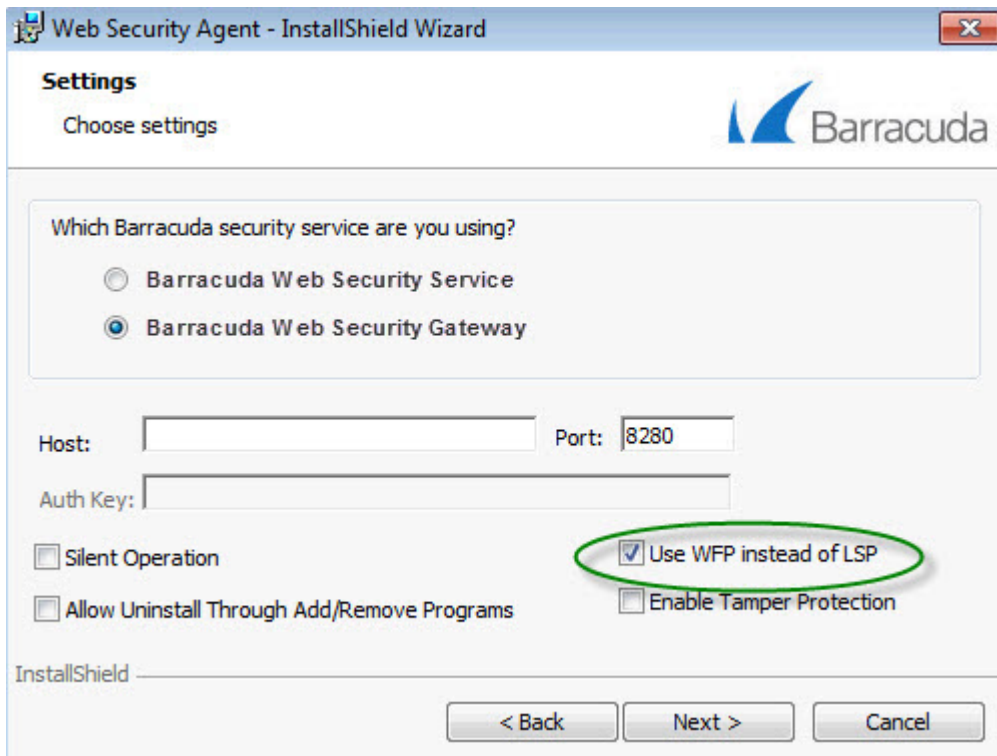 Web Security Agent - InstallShield Wizard
Settings
Choose settings
Barracuda
Which Barracuda security service are you using?
Barracuda Web Security Service
Barracuda Web Security Gateway
Host:
Port: 8280
Auth Key:
Silent Operation
Use WFP instead of LSP
Allow Uninstall Through Add/Remove Programs
Enable Tamper Protection
InstallShield
< Back
Next >
Cancel